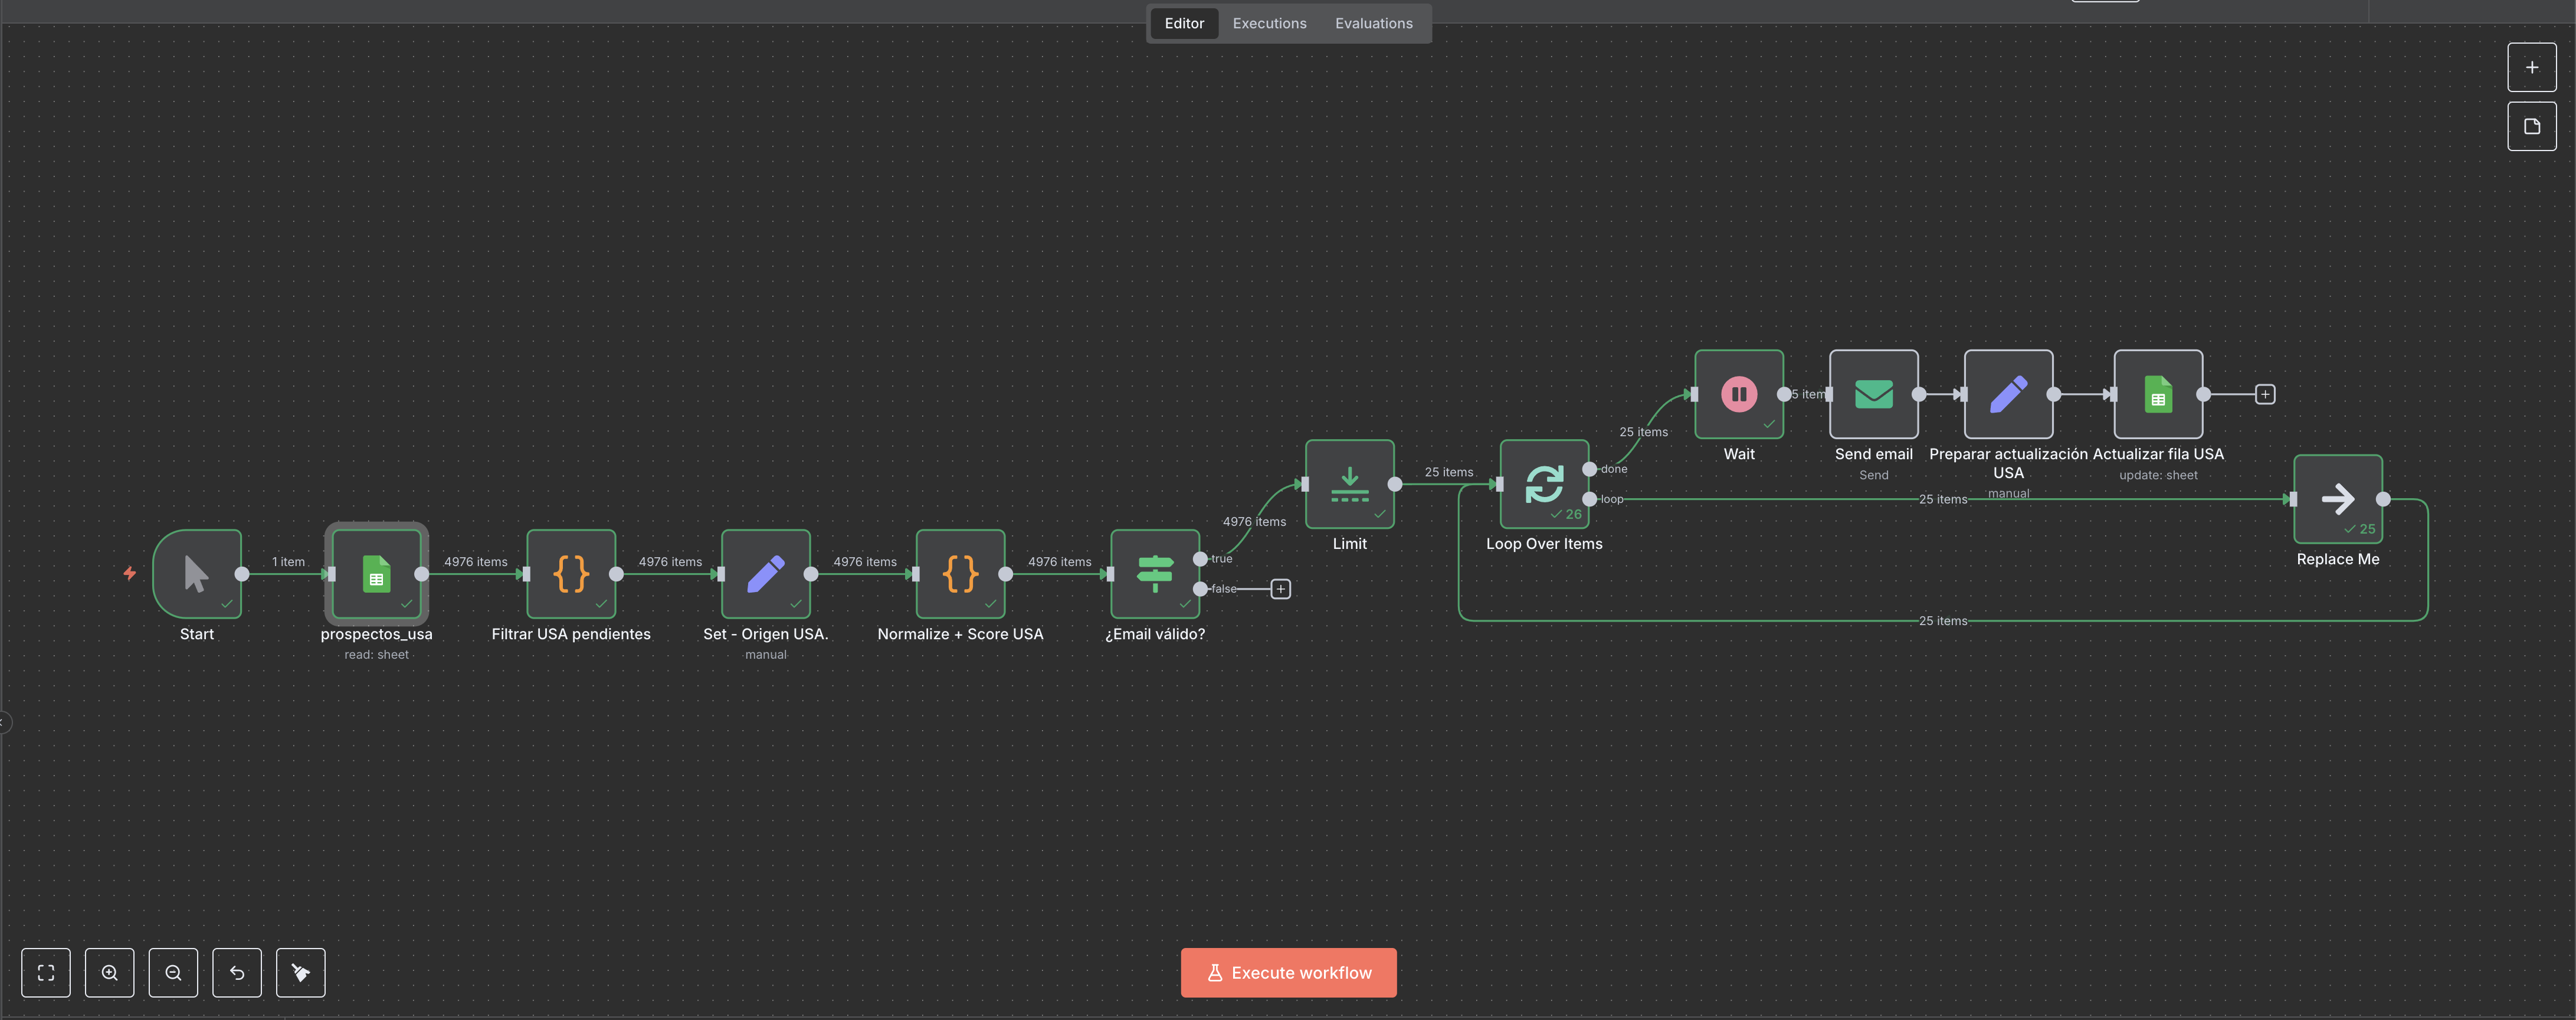 Editor
Executions
Evaluations
Start
1 item
prospectos_usa
read: sheet
4976 items
Filtrar USA pendientes
4976 items
Set - Origen USA.
manual
4976 items
Normalize + Score USA
4976 items
¿Email válido?
true
false
4976 items
Limit
25 items
Loop Over Items
26
done
loop
25 items
Wait
5 item
Send email
Send
Preparar actualización
USA
manual
Actualizar fila USA
update: sheet
25 items
Replace Me
25
25 items
Execute workflow